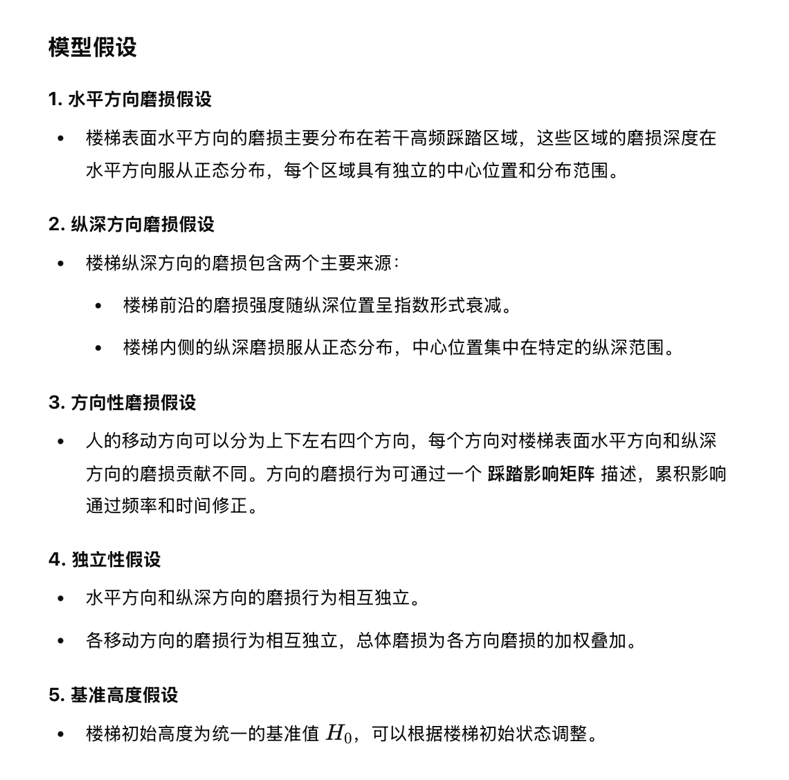 模型假设
1. 水平方向磨损假设
• 楼梯表面水平方向的磨损主要分布在若干高频踩踏区域，这些区域的磨损深度在
水平方向服从正态分布，每个区域具有独立的中心位置和分布范围。
2. 纵深方向磨损假设
• 楼梯纵深方向的磨损包含两个主要来源：
• 楼梯前沿的磨损强度随纵深位置呈指数形式衰减。
• 楼梯内侧的纵深磨损服从正态分布，中心位置集中在特定的纵深范围。
3. 方向性磨损假设
• 人的移动方向可以分为上下左右四个方向，每个方向对楼梯表面水平方向和纵深
方向的磨损贡献不同。方向的磨损行为可通过一个 踩踏影响矩阵 描述，累积影响
通过频率和时间修正。
4. 独立性假设
• 水平方向和纵深方向的磨损行为相互独立。
• 各移动方向的磨损行为相互独立，总体磨损为各方向磨损的加权叠加。
5. 基准高度假设
• 楼梯初始高度为统一的基准值 H₀，可以根据楼梯初始状态调整。